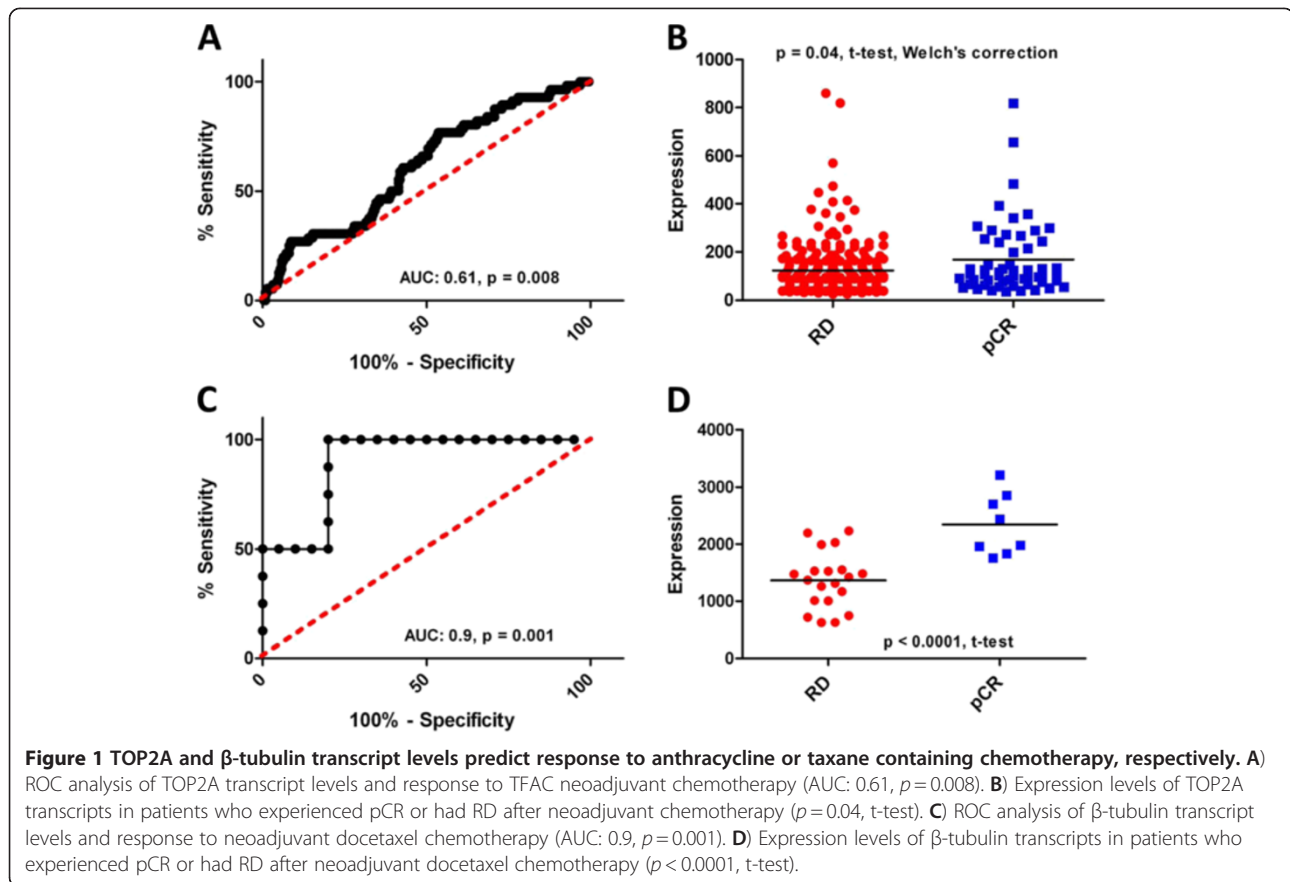 A
100
50
0
% Sensitivity
AUC: 0.61, p = 0.008
0
50
100
100% - Specificity
B
p = 0.04, t-test, Welch's correction
1000
800
600
400
200
0
Expression
RD
pCR
C
100
50
0
% Sensitivity
AUC: 0.9, p = 0.001
0
50
100
100% - Specificity
D
4000
3000
2000
1000
0
Expression
p < 0.0001, t-test
RD
pCR
Figure 1 TOP2A and β-tubulin transcript levels predict response to anthracycline or taxane containing chemotherapy, respectively. A)
ROC analysis of TOP2A transcript levels and response to TFAC neoadjuvant chemotherapy (AUC: 0.61, p = 0.008). B) Expression levels of TOP2A
transcripts in patients who experienced pCR or had RD after neoadjuvant chemotherapy (p = 0.04, t-test). C) ROC analysis of β-tubulin transcript
levels and response to neoadjuvant docetaxel chemotherapy (AUC: 0.9, p = 0.001). D) Expression levels of β-tubulin transcripts in patients who
experienced pCR or had RD after neoadjuvant docetaxel chemotherapy (p < 0.0001, t-test).